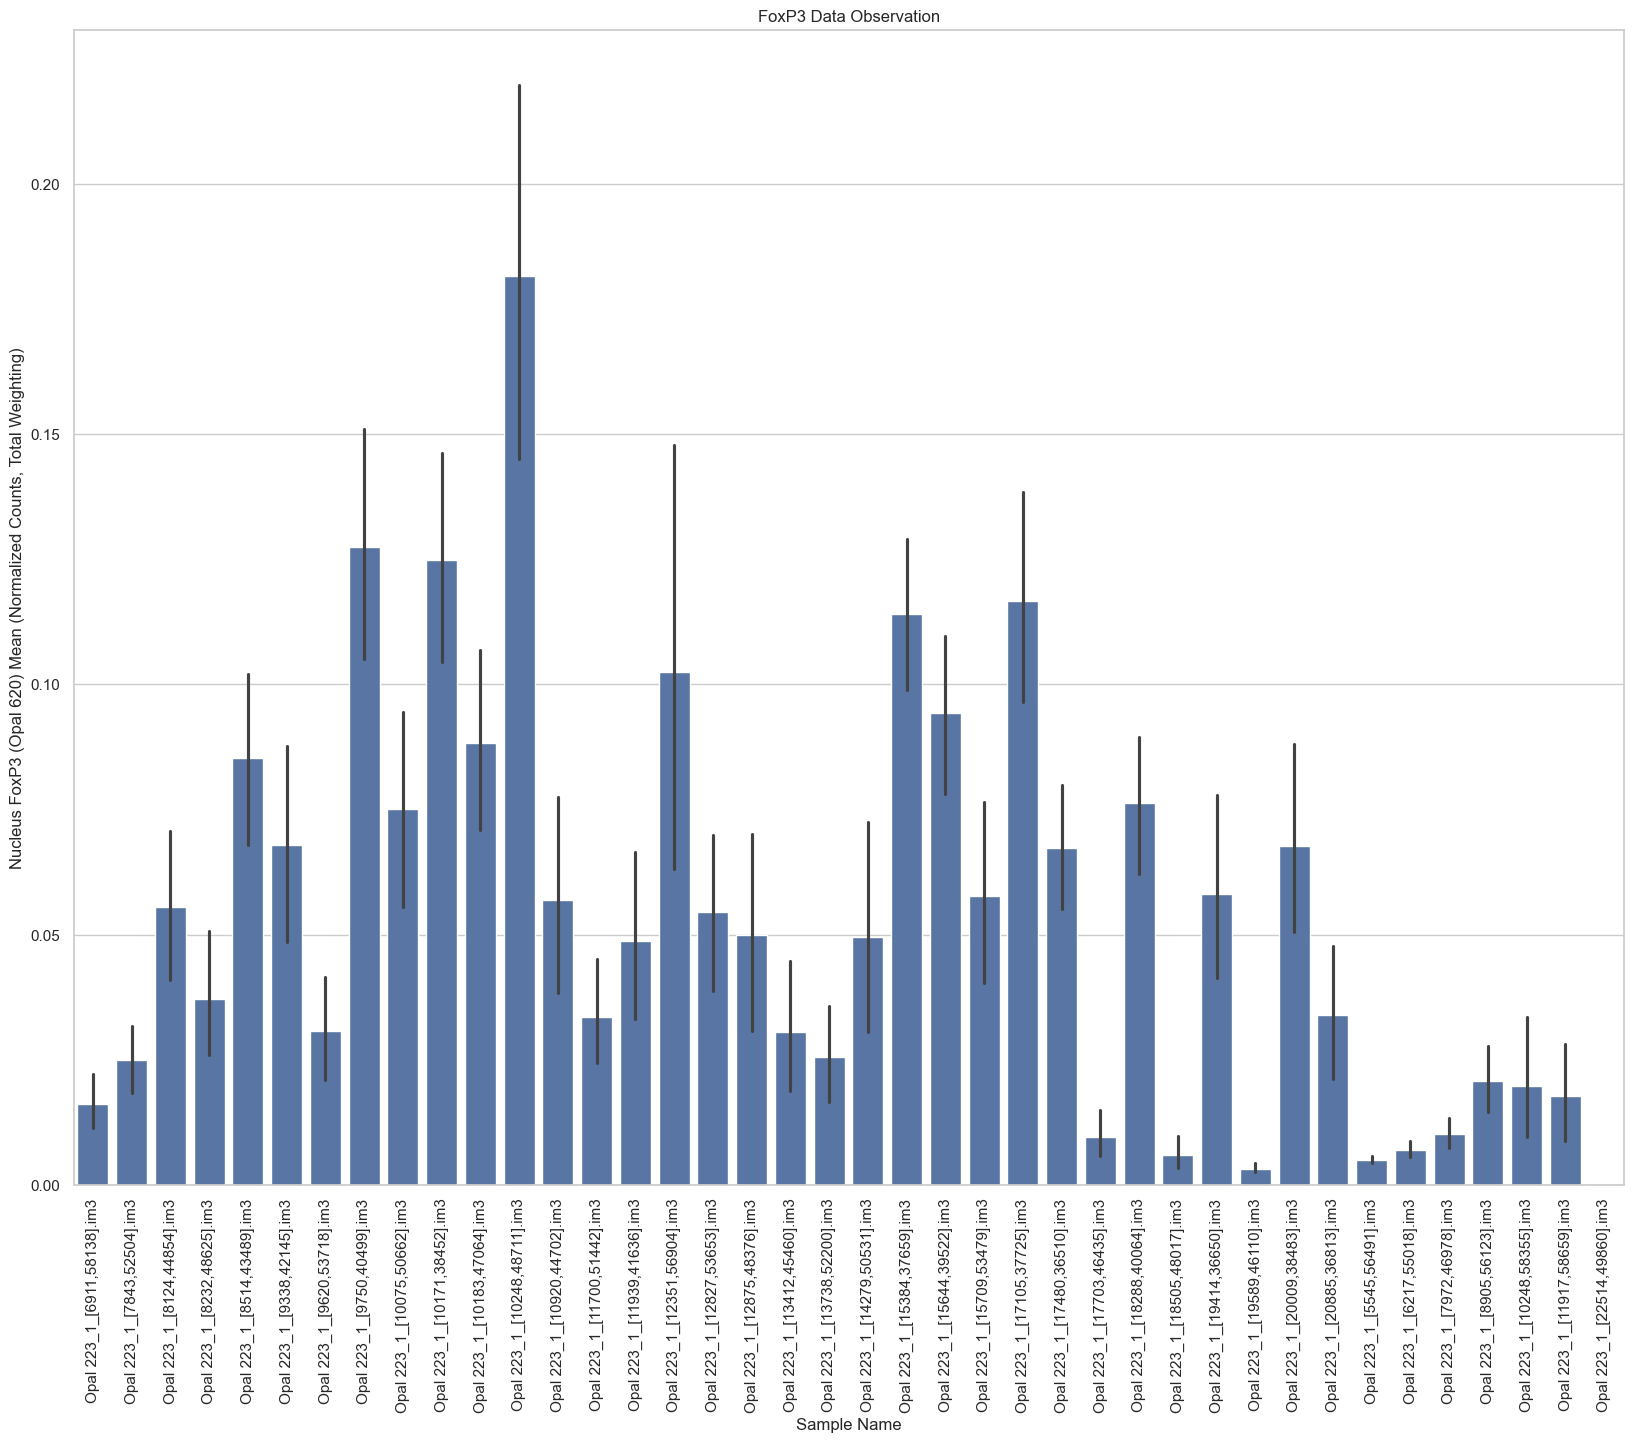 FoxP3 Data Observation
Nucleus FoxP3 (Opal 620) Mean (Normalized Counts, Total Weighting)
0.20
0.15
0.10
0.05
0.00
Opal 223_1_[6911,58138].im3
Opal 223_1_[7843,52504].im3
Opal 223_1_[8124,44854].im3
Opal 223_1_[8232,48625].im3
Opal 223_1_[8514,43489].im3
Opal 223_1_[9338,42145].im3
Opal 223_1_[9620,53718].im3
Opal 223_1_[9750,40499].im3
Opal 223_1_[10075,50662].im3
Opal 223_1_[10171,38452].im3
Opal 223_1_[10183,47064].im3
Opal 223_1_[10248,48711].im3
Opal 223_1_[10920,44702].im3
Opal 223_1_[11700,51442].im3
Opal 223_1_[11939,41636].im3
Opal 223_1_[12351,56904].im3
Opal 223_1_[12827,53653].im3
Opal 223_1_[12875,48376].im3
Opal 223_1_[13412,45460].im3
Opal 223_1_[13738,52200].im3
Opal 223_1_[14279,50531].im3
Opal 223_1_[15384,37659].im3
Opal 223_1_[15644,39522].im3
Opal 223_1_[15709,53479].im3
Opal 223_1_[17105,37725].im3
Opal 223_1_[17480,36510].im3
Opal 223_1_[17703,46435].im3
Opal 223_1_[18288,40064].im3
Opal 223_1_[18505,48017].im3
Opal 223_1_[19414,36650].im3
Opal 223_1_[19589,46110].im3
Opal 223_1_[20009,38483].im3
Opal 223_1_[20885,36813].im3
Opal 223_1_[5545,56491].im3
Opal 223_1_[6217,55018].im3
Opal 223_1_[7972,46978].im3
Opal 223_1_[8905,56123].im3
Opal 223_1_[10248,58355].im3
Opal 223_1_[11917,58659].im3
Opal 223_1_[22514,49860].im3
Sample Name